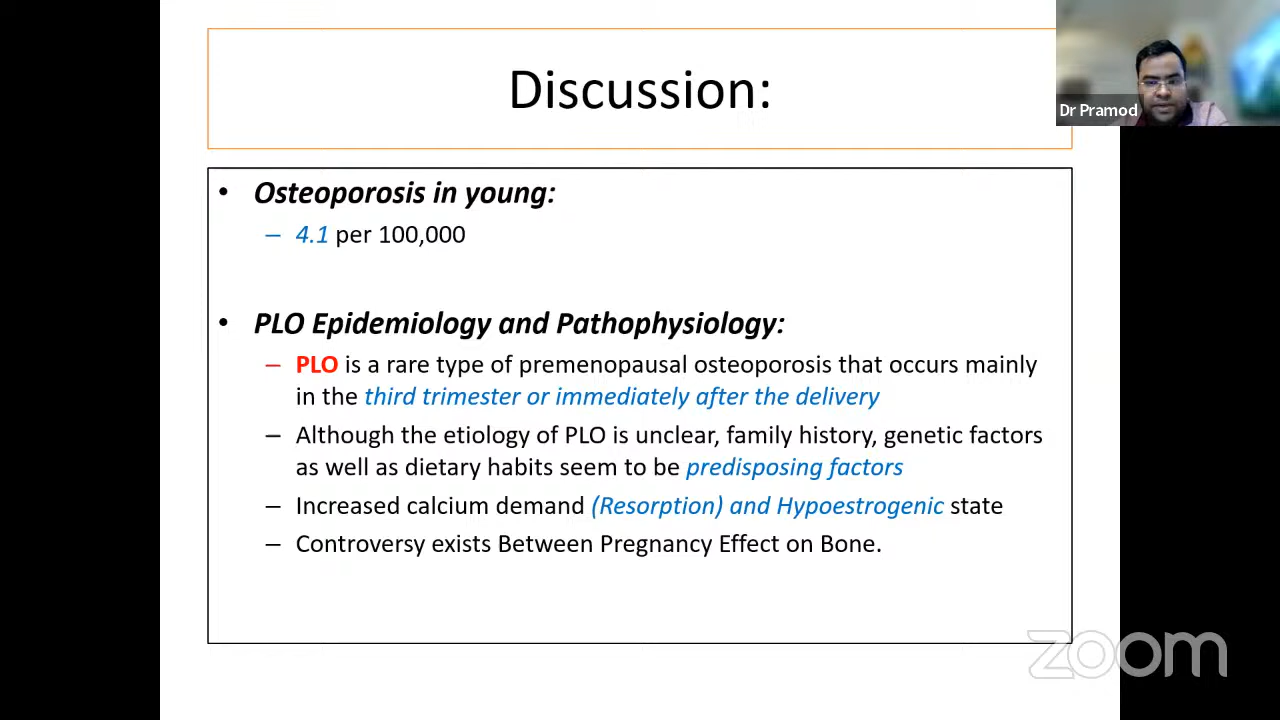 Discussion:
Dr Pramod
• Osteoporosis in young:
– 4.1 per 100,000
• PLO Epidemiology and Pathophysiology:
– PLO is a rare type of premenopausal osteoporosis that occurs mainly
in the third trimester or immediately after the delivery
– Although the etiology of PLO is unclear, family history, genetic factors
as well as dietary habits seem to be predisposing factors
– Increased calcium demand (Resorption) and Hypoestrogenic state
– Controversy exists Between Pregnancy Effect on Bone.
zoom